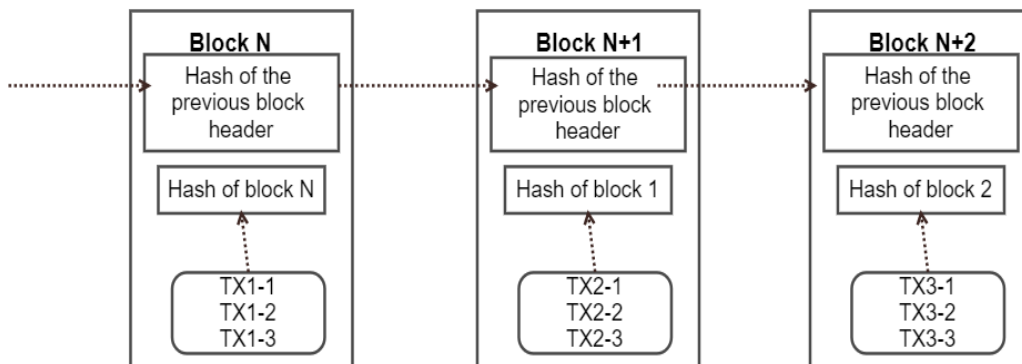 Block N
Hash of the
previous block
header
Hash of block N
TX1-1
TX1-2
TX1-3
Block N+1
Hash of the
previous block
header
Hash of block 1
TX2-1
TX2-2
TX2-3
Block N+2
Hash of the
previous block
header
Hash of block 2
TX3-1
TX3-2
TX3-3